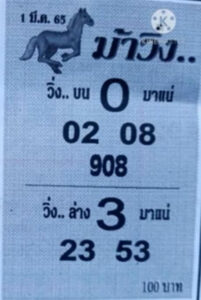 1 มี.ค. 65
ม้าวิ่ง..
วิ่ง.. บน 0 มาแน่
02 08
908
วิ่ง.. ล่าง 3 มาแน่
23 53
100 บาท